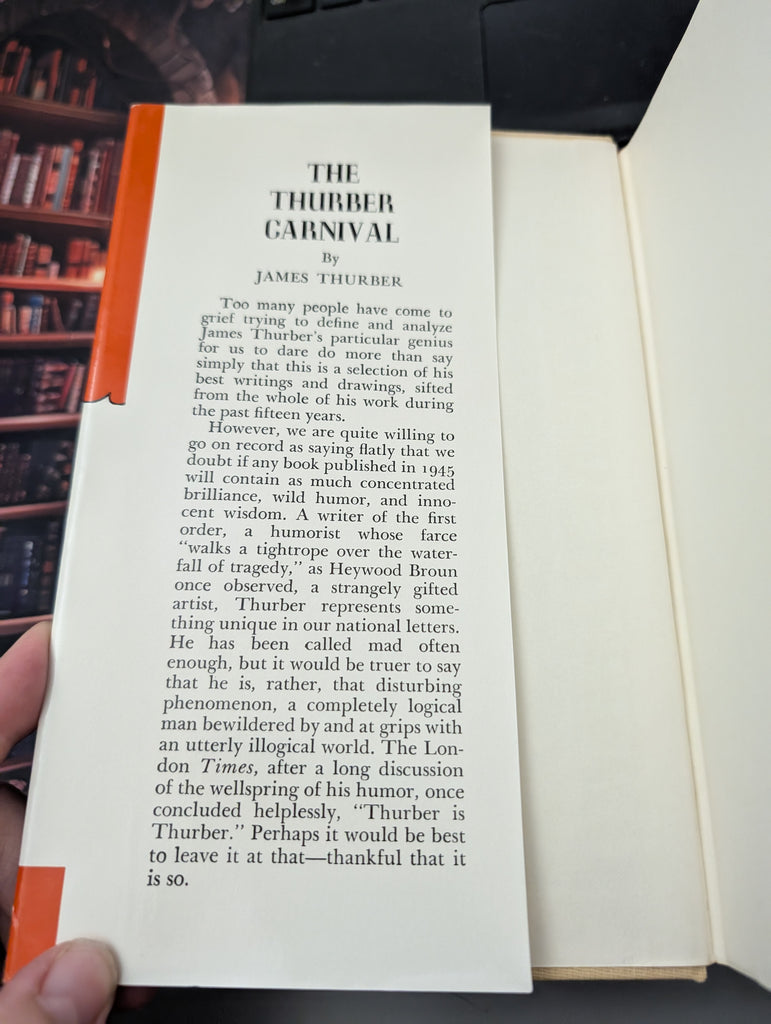 THE
THURBER
CARNIVAL
By
JAMES THURBER
Too many people have come to
grief trying to define and analyze
James Thurber's particular genius
for us to dare do more than say
simply that this is a selection of his
best writings and drawings, sifted
from the whole of his work during
the past fifteen years.
However, we are quite willing to
go on record as saying flatly that we
doubt if any book published in 1945
will contain as much concentrated
brilliance, wild humor, and inno-
cent wisdom. A writer of the first
order, a humorist whose farce
“walks a tightrope over the water-
fall of tragedy,” as Heywood Broun
once observed, a strangely gifted
artist, Thurber represents some-
thing unique in our national letters.
He has been called mad often
enough, but it would be truer to say
that he is, rather, that disturbing
phenomenon, a completely logical
man bewildered by and at grips with
an utterly illogical world. The Lon-
don Times, after a long discussion
of the wellspring of his humor, once
concluded helplessly, “Thurber is
Thurber.” Perhaps it would be best
to leave it at that—thankful that it
is so.